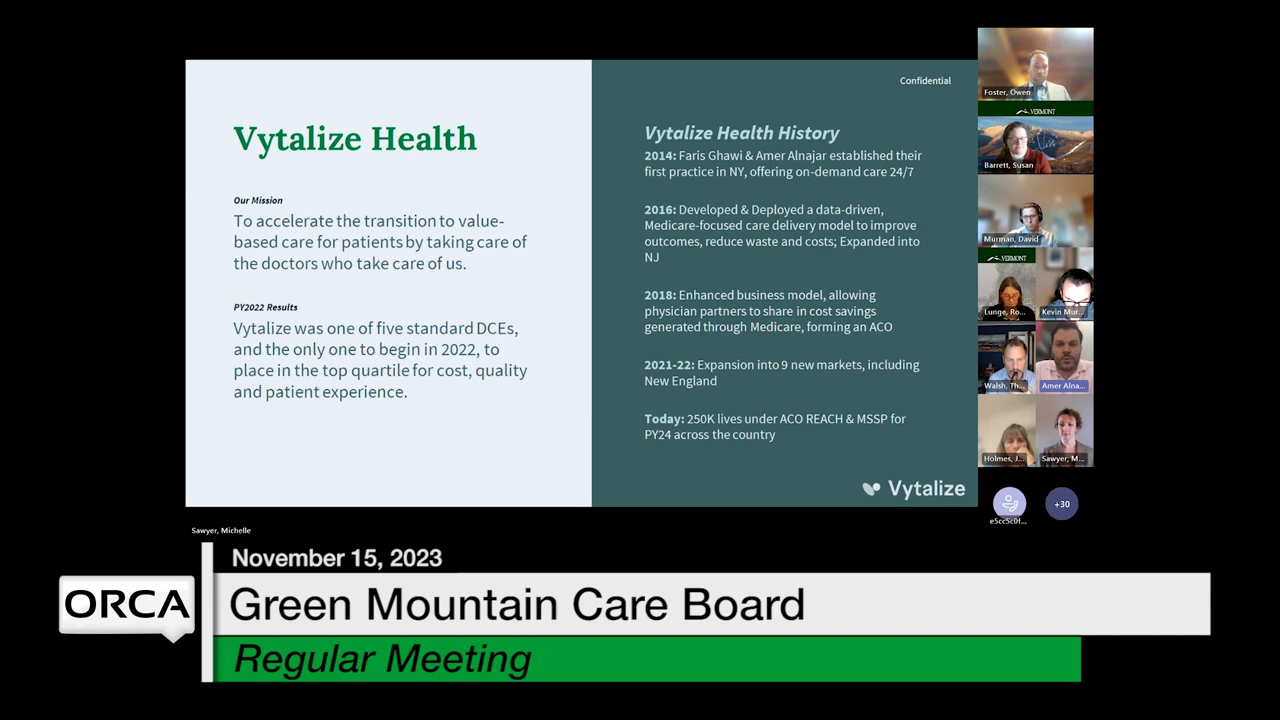 Confidential
Vytalize Health
Our Mission
To accelerate the transition to value-
based care for patients by taking care of
the doctors who take care of us.
PY2022 Results
Vytalize was one of five standard DCEs,
and the only one to begin in 2022, to
place in the top quartile for cost, quality
and patient experience.
Vytalize Health History
2014: Faris Ghawi & Amer Alnajar established their
first practice in NY, offering on-demand care 24/7
2016: Developed & Deployed a data-driven,
Medicare-focused care delivery model to improve
outcomes, reduce waste and costs; Expanded into
NJ
2018: Enhanced business model, allowing
physician partners to share in cost savings
generated through Medicare, forming an ACO
2021-22: Expansion into 9 new markets, including
New England
Today: 250K lives under ACO REACH & MSSP for
PY24 across the country
Vytalize
Foster, Owen
VERMONT
Barrett, Susan
Murman, David
VERMONT
Lunge, Ro...
Kevin Mur...
Walsh, Th...
Amer Alna...
Holmes, J...
Sawyer, M...
e5cc5c0f...
+30
Sawyer, Michelle
November 15, 2023
ORCA
Green Mountain Care Board
Regular Meeting